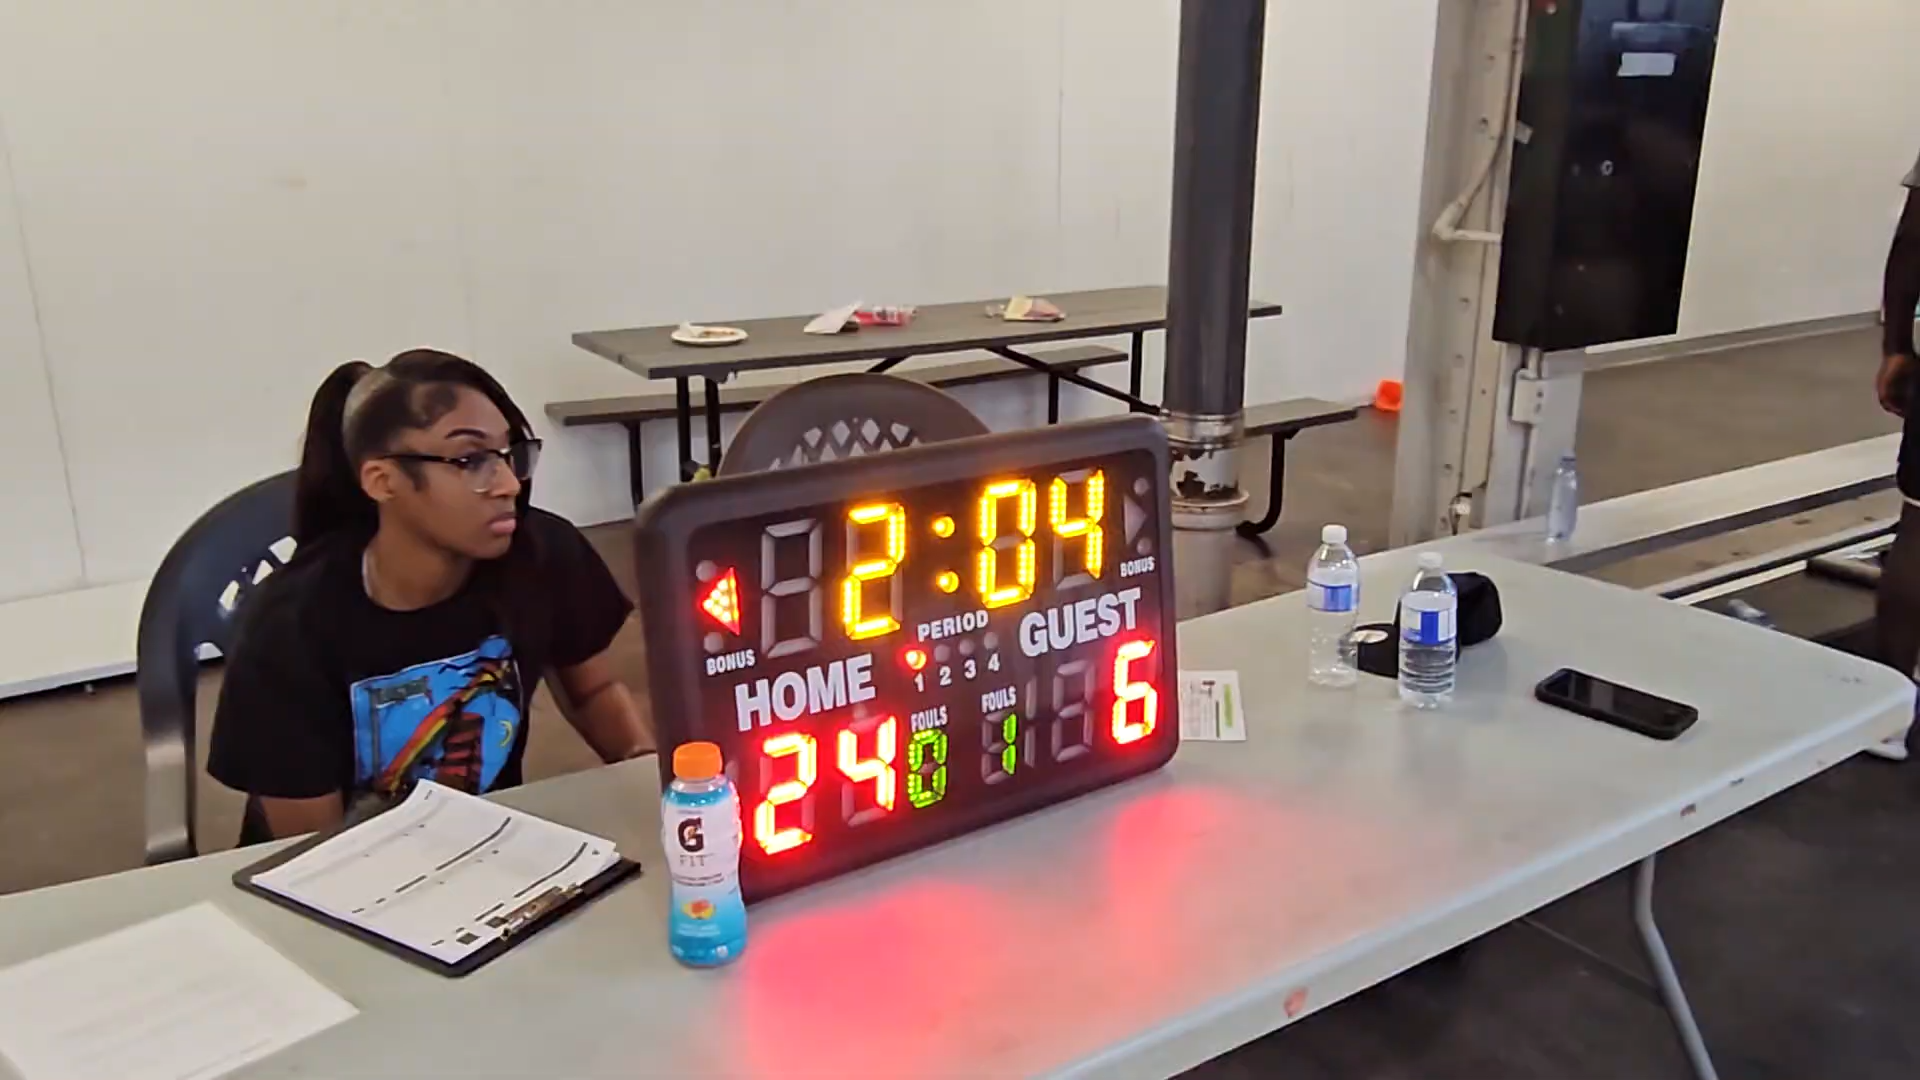 2:04
BONUS
PERIOD
BONUS
HOME
1 2 3 4
GUEST
24
FOULS
0
FOULS
1
6
G
FIT